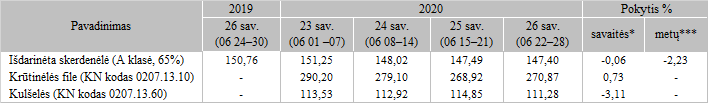 Pavadinimas 2019 2020 Pokytis %
26 sav. (06 24–30) 23 sav. (06 01 –07) 24 sav. (06 08–14) 25 sav. (06 15–21) 26 sav. (06 22–28) savaitės* metų***
Išdarinėta skerdenėlė (A klasė, 65%) 150,76 151,25 148,02 147,49 147,40 -0,06 -2,23
Krūtinėlės filė (KN kodas 0207.13.10) - 290,20 279,10 268,92 270,87 0,73 -
Kulšelės (KN kodas 0207.13.60) - 113,53 112,92 114,85 111,28 -3,11 -